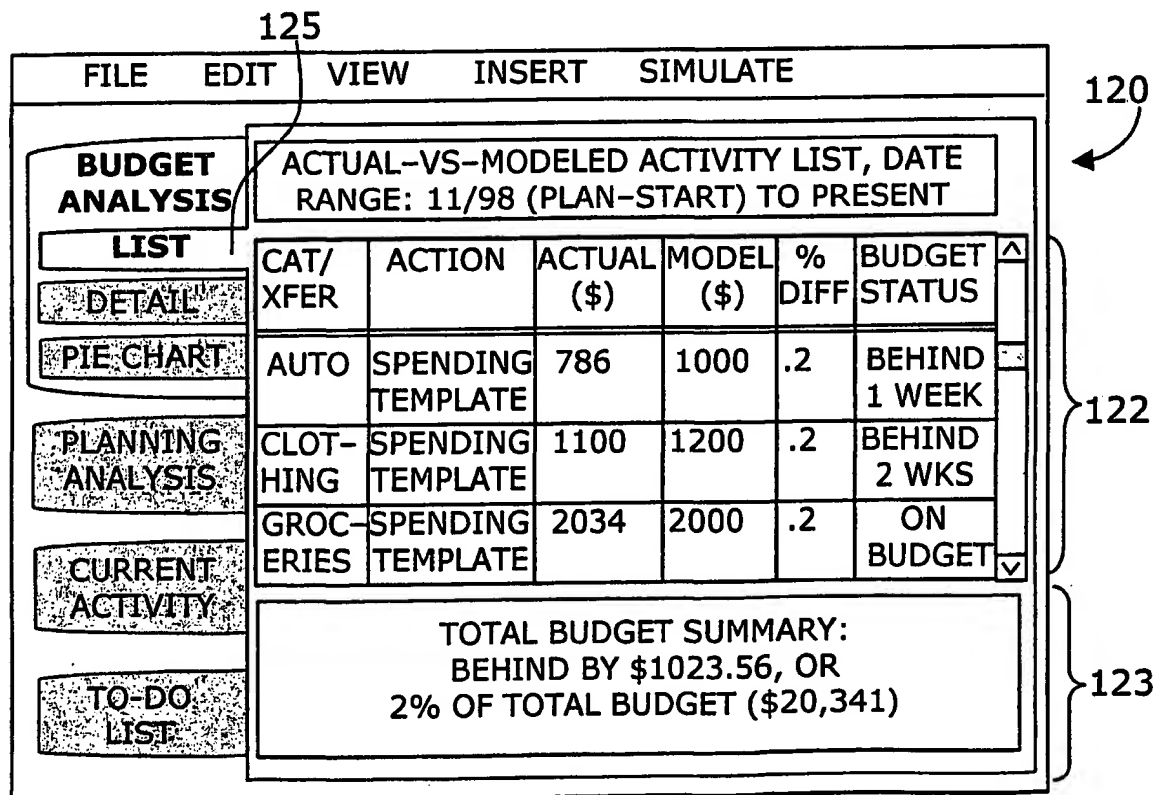 125
FILE EDIT VIEW INSERT SIMULATE
120
BUDGET
ANALYSIS
LIST
DETAIL
PIE CHART
PLANNING
ANALYSIS
CURRENT
ACTIVITY
TO-DO
LIST
ACTUAL–VS–MODELED ACTIVITY LIST, DATE
RANGE: 11/98 (PLAN–START) TO PRESENT
CAT/ ACTION ACTUAL MODEL % BUDGET
XFER ($) ($) DIFF STATUS
AUTO SPENDING 786 1000 .2 BEHIND
TEMPLATE 1 WEEK
CLOT– SPENDING 1100 1200 .2 BEHIND
HING TEMPLATE 2 WKS
GROC– SPENDING 2034 2000 .2 ON
ERIES TEMPLATE BUDGET
122
TOTAL BUDGET SUMMARY:
BEHIND BY $1023.56, OR
2% OF TOTAL BUDGET ($20,341)
123